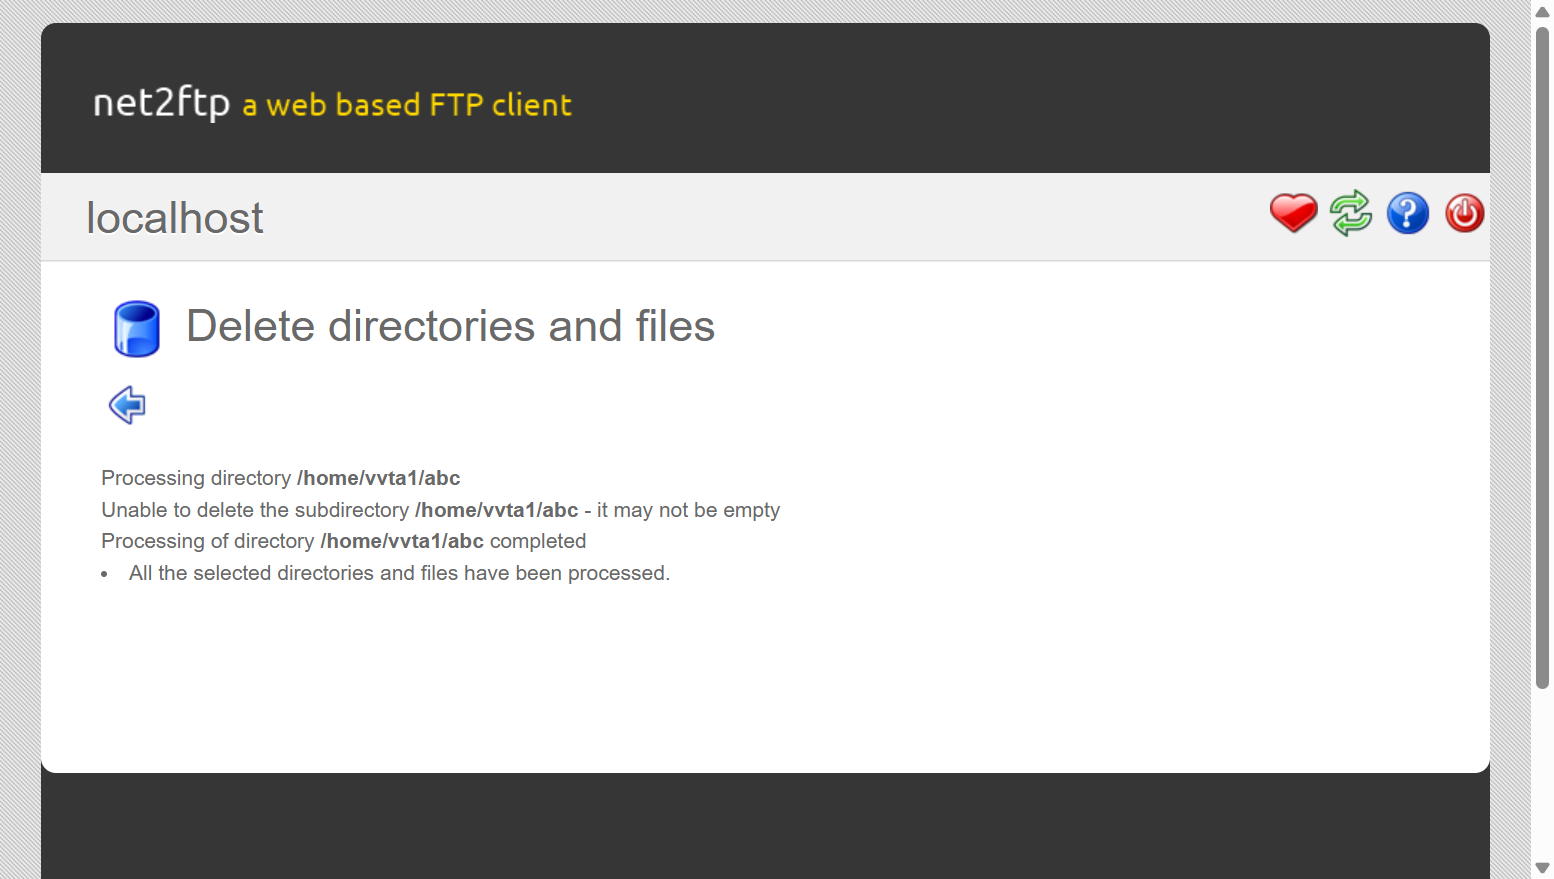 net2ftp a web based FTP client
localhost
Delete directories and files
Processing directory /home/vvta1/abc
Unable to delete the subdirectory /home/vvta1/abc - it may not be empty
Processing of directory /home/vvta1/abc completed
• All the selected directories and files have been processed.